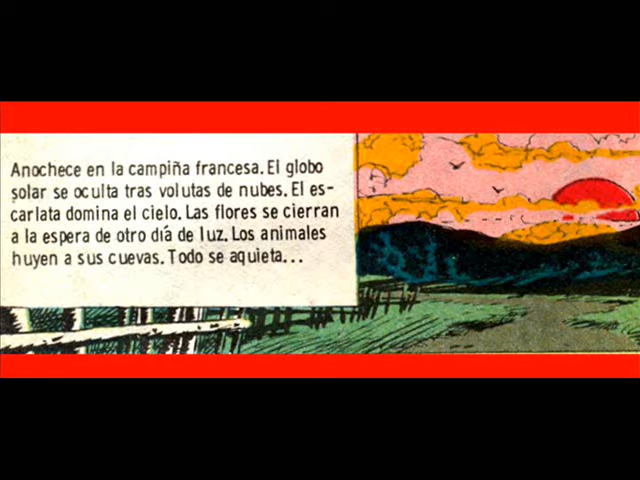 Anochece en la campiña francesa. El globo
solar se oculta tras volutas de nubes. El es-
carlata domina el cielo. Las flores se cierran
a la espera de otro día de luz. Los animales
huyen a sus cuevas. Todo se aquieta...